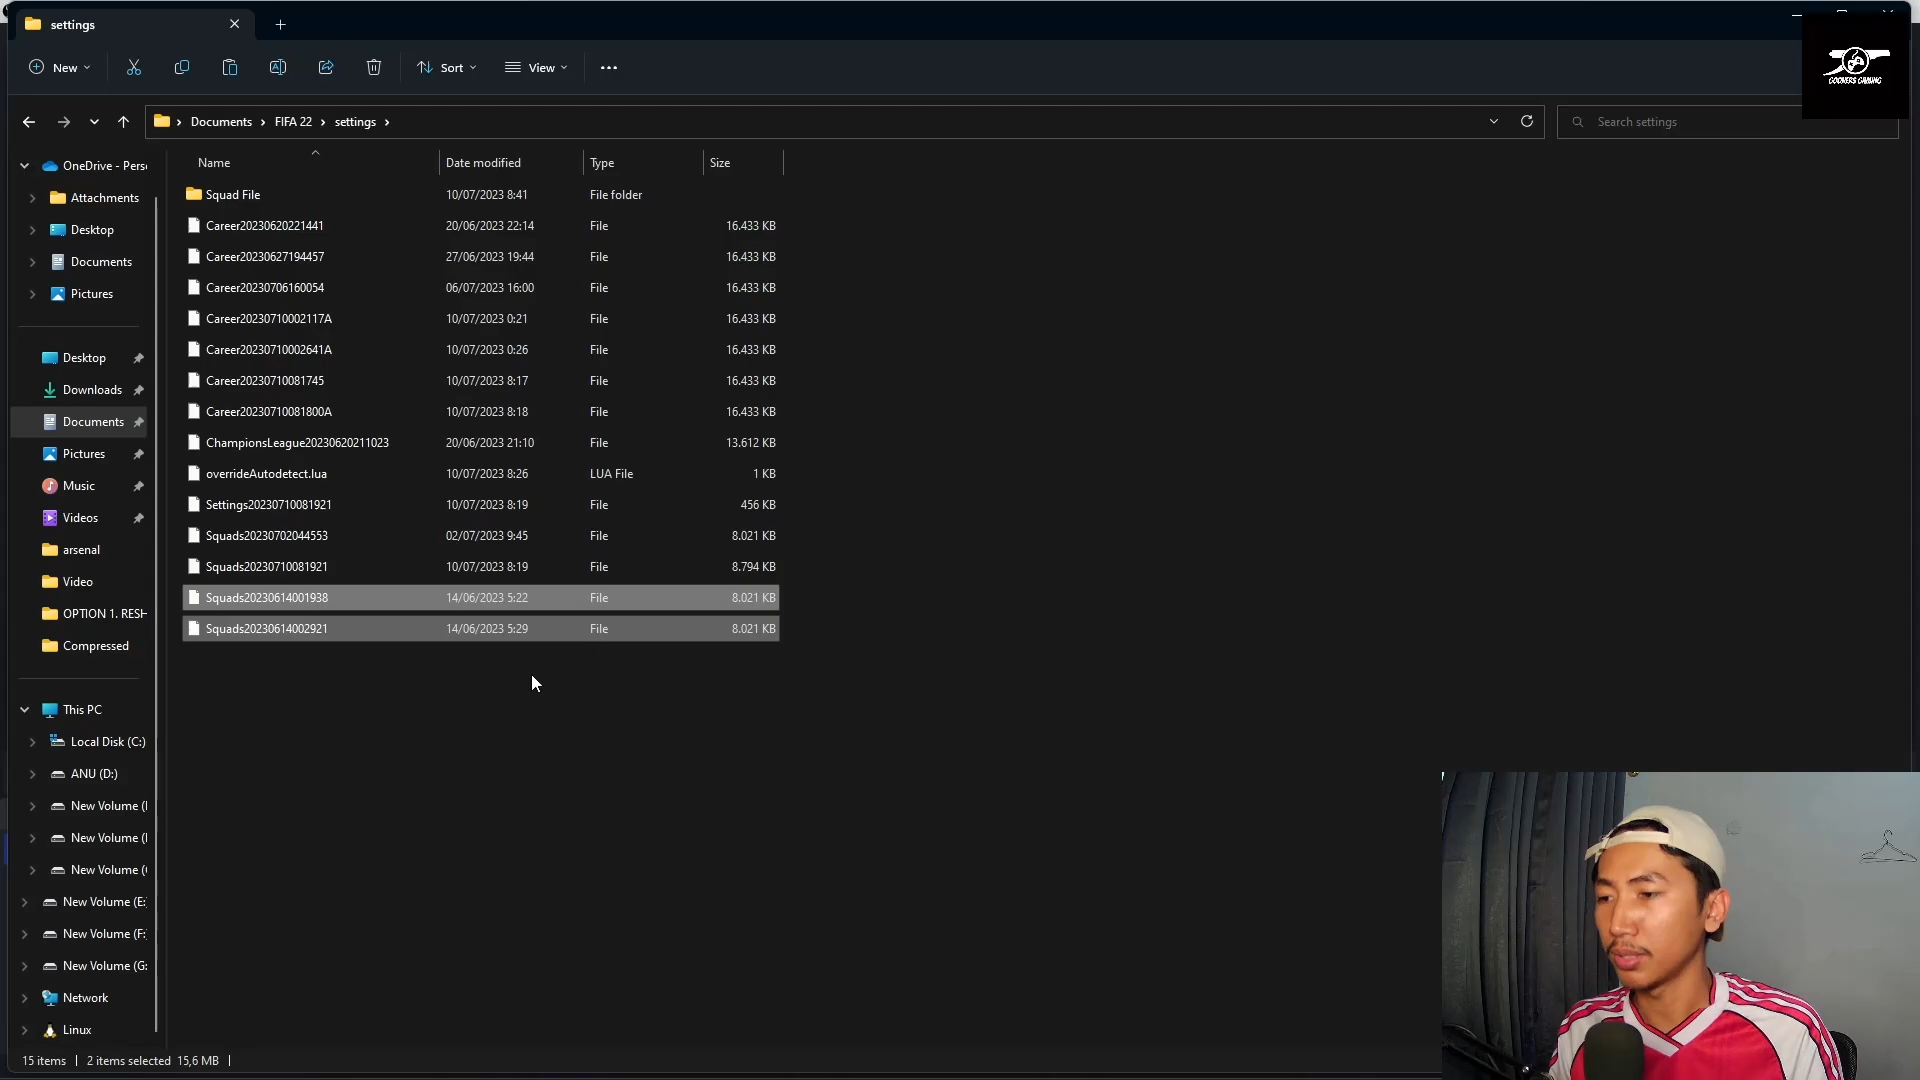 settings
New
Sort
View
GOONERS GAMING
Documents
FIFA 22
settings
Search settings
Name
Date modified
Type
Size
OneDrive - Perso
Attachments
Desktop
Documents
Pictures
Desktop
Downloads
Documents
Pictures
Music
Videos
arsenal
Video
OPTION 1. RESH
Compressed
This PC
Local Disk (C:)
ANU (D:)
New Volume (
New Volume (
New Volume (
New Volume (E:
New Volume (F:
New Volume (G:
Network
Linux
Squad File 10/07/2023 8:41 File folder
Career20230620221441 20/06/2023 22:14 File 16.433 KB
Career20230627194457 27/06/2023 19:44 File 16.433 KB
Career20230706160054 06/07/2023 16:00 File 16.433 KB
Career20230710002117A 10/07/2023 0:21 File 16.433 KB
Career20230710002641A 10/07/2023 0:26 File 16.433 KB
Career20230710081745 10/07/2023 8:17 File 16.433 KB
Career20230710081800A 10/07/2023 8:18 File 16.433 KB
ChampionsLeague20230620211023 20/06/2023 21:10 File 13.612 KB
overrideAutodetect.lua 10/07/2023 8:26 LUA File 1 KB
Settings20230710081921 10/07/2023 8:19 File 456 KB
Squads20230702044553 02/07/2023 9:45 File 8.021 KB
Squads20230710081921 10/07/2023 8:19 File 8.794 KB
Squads20230614001938 14/06/2023 5:22 File 8.021 KB
Squads20230614002921 14/06/2023 5:29 File 8.021 KB
15 items
2 items selected 15,6 MB